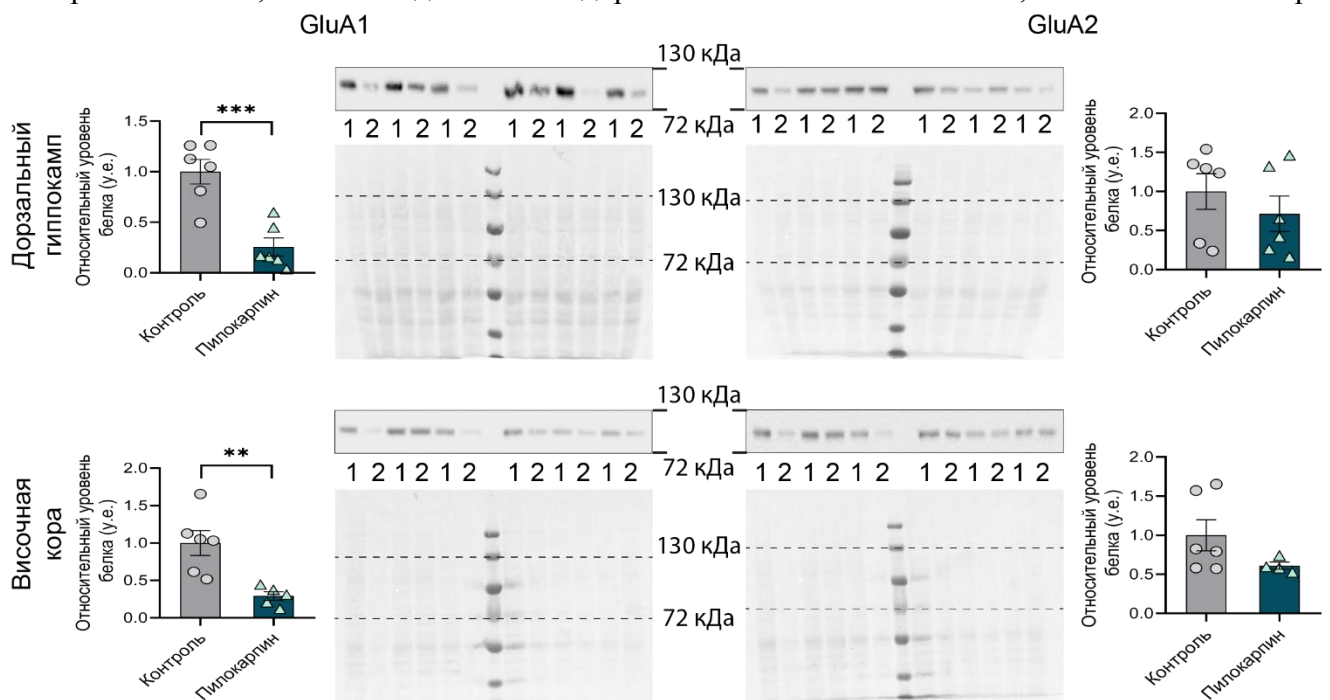 GluA1
GluA2
Дорзальный
гиппокамп
Относительный уровень
белка (у.е.)
1.5
1.0
0.5
0.0
***
Контроль
Пилокарпин
1 2 1 2 1 2 1 2 1 2 1 2
130 кДа
72 кДа
130 кДа
72 кДа
1 2 1 2 1 2 1 2 1 2 1 2
Относительный уровень
белка (у.е.)
2.0
1.5
1.0
0.5
0.0
Контроль
Пилокарпин
Височная
кора
Относительный уровень
белка (у.е.)
2.0
1.5
1.0
0.5
0.0
**
Контроль
Пилокарпин
1 2 1 2 1 2 1 2 1 2 1 2
130 кДа
72 кДа
130 кДа
72 кДа
1 2 1 2 1 2 1 2 1 2 1 2
Относительный уровень
белка (у.е.)
2.0
1.5
1.0
0.5
0.0
Контроль
Пилокарпин